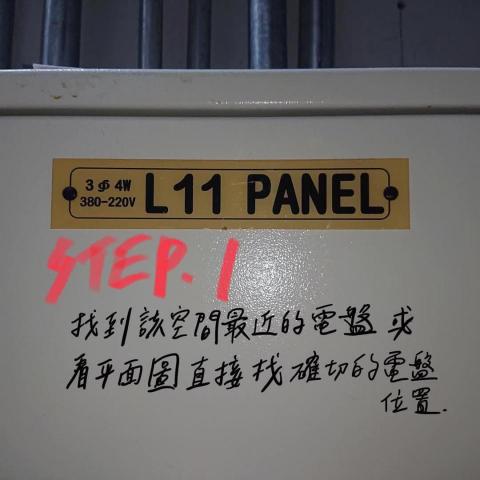 3φ 4W
380-220V
L11 PANEL
STEP.1
找到該空間最近的電盤求
看平面圖直接找確切的電盤
位置.